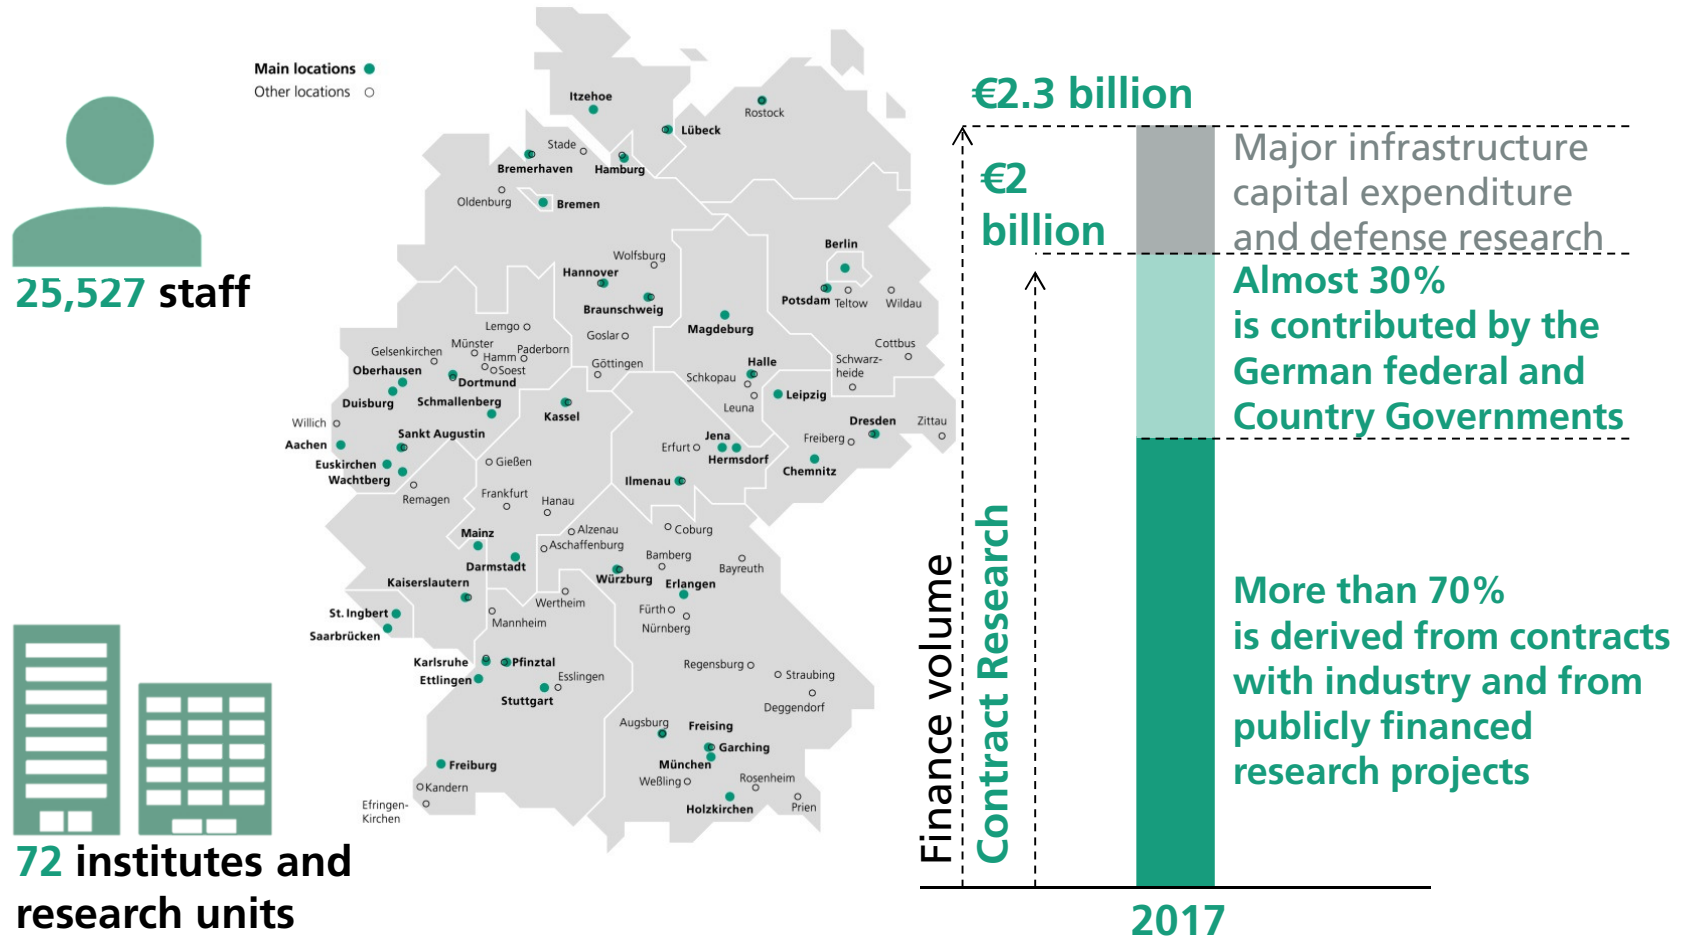 Main locations
Other locations
25,527 staff
72 institutes and
research units
Itzehoe
Rostock
Lübeck
Stade
Bremerhaven
Hamburg
Oldenburg
Bremen
Wolfsburg
Hannover
Braunschweig
Berlin
Potsdam
Teltow
Wildau
Magdeburg
Lemgo
Goslar
Münster
Paderborn
Gelsenkirchen
Hamm
Soest
Oberhausen
Dortmund
Göttingen
Cottbus
Schwarz-
heide
Halle
Schkopau
Leuna
Leipzig
Duisburg
Schmallenberg
Kassel
Willich
Sankt Augustin
Aachen
Euskirchen
Wachtberg
Remagen
Gießen
Erfurt
Jena
Hermsdorf
Ilmenau
Dresden
Freiberg
Zittau
Chemnitz
Frankfurt
Hanau
Mainz
Darmstadt
Alzenau
Aschaffenburg
Coburg
Bamberg
Bayreuth
Würzburg
Erlangen
Kaiserslautern
Wertheim
Fürth
Nürnberg
St. Ingbert
Saarbrücken
Mannheim
Karlsruhe
Pfinztal
Ettlingen
Esslingen
Stuttgart
Regensburg
Straubing
Deggendorf
Augsburg
Freising
Garching
München
Weßling
Rosenheim
Prien
Holzkirchen
Freiburg
Kandern
Efringen-
Kirchen
€2.3 billion
€2
billion
Finance volume
Contract Research
Major infrastructure
capital expenditure
and defense research
Almost 30%
is contributed by the
German federal and
Country Governments
More than 70%
is derived from contracts
with industry and from
publicly financed
research projects
2017